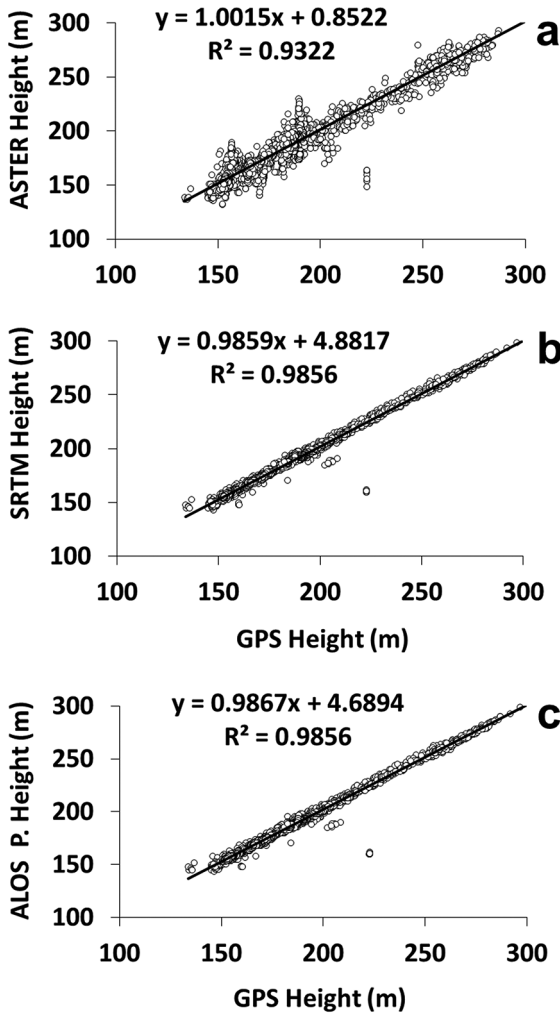 y = 1.0015x + 0.8522
R² = 0.9322
a
ASTER Height (m)
300
250
200
150
100
100 150 200 250 300
y = 0.9859x + 4.8817
R² = 0.9856
b
SRTM Height (m)
300
250
200
150
100
100 150 200 250 300
GPS Height (m)
y = 0.9867x + 4.6894
R² = 0.9856
c
ALOS P. Height (m)
300
250
200
150
100
100 150 200 250 300
GPS Height (m)